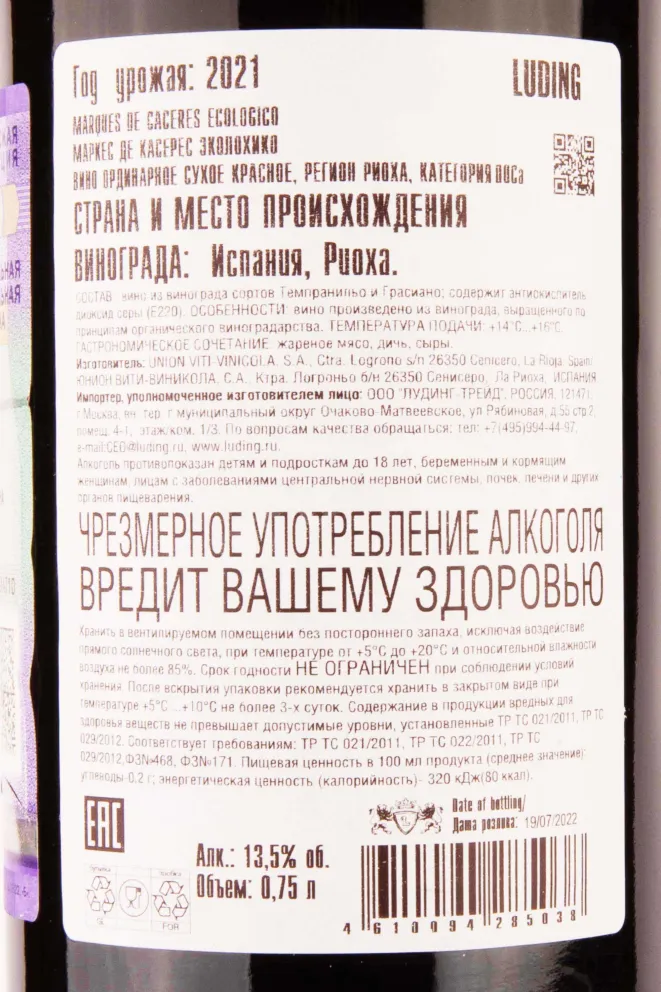 Год урожая: 2021
LUDING
MARQUES DE CACERES ECOLOGICO
МАРКЕС ДЕ КАСЕРЕС ЭКОЛОХИКО
ВИНО ОРДИНАРНОЕ СУХОЕ КРАСНОЕ, РЕГИОН РИОХА, КАТЕГОРИЯ DOCa
СТРАНА И МЕСТО ПРОИСХОЖДЕНИЯ
ВИНОГРАДА: Испания, Риоха.
СОСТАВ: вино из винограда сортов Темпранильо и Грасиано; содержит антиокислитель
диоксид серы (Е220). ОСОБЕННОСТИ: вино произведено из винограда, выращенного по
принципам органического виноградарства. ТЕМПЕРАТУРА ПОДАЧИ: +14°C...+16°C.
ГАСТРОНОМИЧЕСКОЕ СОЧЕТАНИЕ: жареное мясо, дичь, сыры.
Изготовитель: UNION VITI-VINICOLA, S.A., Ctra. Logrono s/n 26350 Cenicero, La Rioja, Spain/
ЮНИОН ВИТИ-ВИНИКОЛА, С.А., Ктра. Логроньо б/н 26350 Сенисеро, Ла Риоха, ИСПАНИЯ
Импортер, уполномоченное изготовителем лицо: ООО "ЛУДИНГ-ТРЕЙД", РОССИЯ, 121471,
г.Москва, вн. тер. г.муниципальный округ Очаково-Матвеевское, ул Рябиновая, д.55 стр.2,
помещ. 4-1, этаж/ком. 1/3. По вопросам качества обращаться: тел: +7(495)994-44-97,
e-mail:CEO@luding.ru, www.luding.ru.
Алкоголь противопоказан детям и подросткам до 18 лет, беременным и кормящим
женщинам, лицам с заболеваниями центральной нервной системы, почек, печени и других
органов пищеварения.
ЧРЕЗМЕРНОЕ УПОТРЕБЛЕНИЕ АЛКОГОЛЯ
ВРЕДИТ ВАШЕМУ ЗДОРОВЬЮ
Хранить в вентилируемом помещении без постороннего запаха, исключая воздействие
прямого солнечного света, при температуре от +5°C до +20°C и относительной влажности
воздуха не более 85%. Срок годности НЕ ОГРАНИЧЕН при соблюдении условий
хранения. После вскрытия упаковки рекомендуется хранить в закрытом виде при
температуре +5°C ...+10°C не более 3-х суток. Содержание в продукции вредных для
здоровья веществ не превышает допустимые уровни, установленные ТР ТС 021/2011, ТР ТС
029/2012. Соответствует требованиям: ТР ТС 021/2011, ТР ТС 022/2011, ТР ТС
029/2012,ФЗ№468, ФЗ№171. Пищевая ценность в 100 мл продукта (среднее значение):
углеводы-0,2 г; энергетическая ценность (калорийность)- 320 кДж(80 ккал).
EAC
Date of bottling/
Дата розлива: 19/07/2022
Алк.: 13,5% об.
Объем: 0,75 л
FOR
4 610094 285038